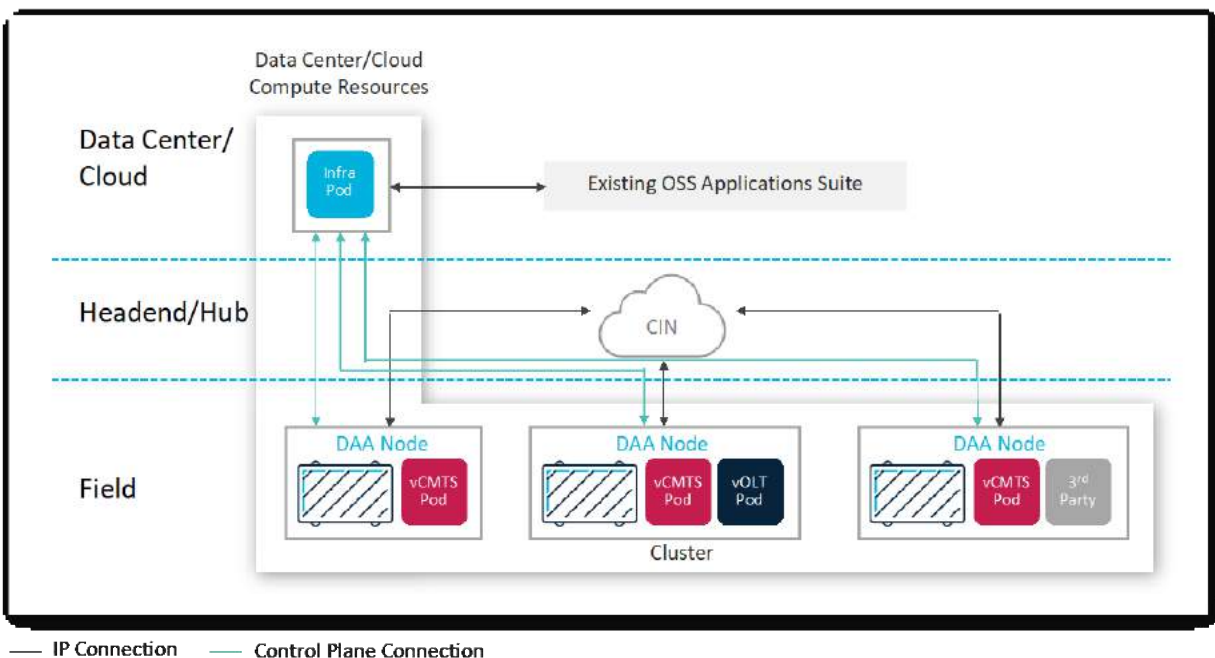 Data Center/Cloud
Compute Resources
Data Center/
Cloud
Infra
Pod
Existing OSS Applications Suite
Headend/Hub
CIN
Field
DAA Node
vCMTS
Pod
DAA Node
vCMTS
Pod
vOLT
Pod
DAA Node
vCMTS
Pod
3rd
Party
Cluster
IP Connection
Control Plane Connection